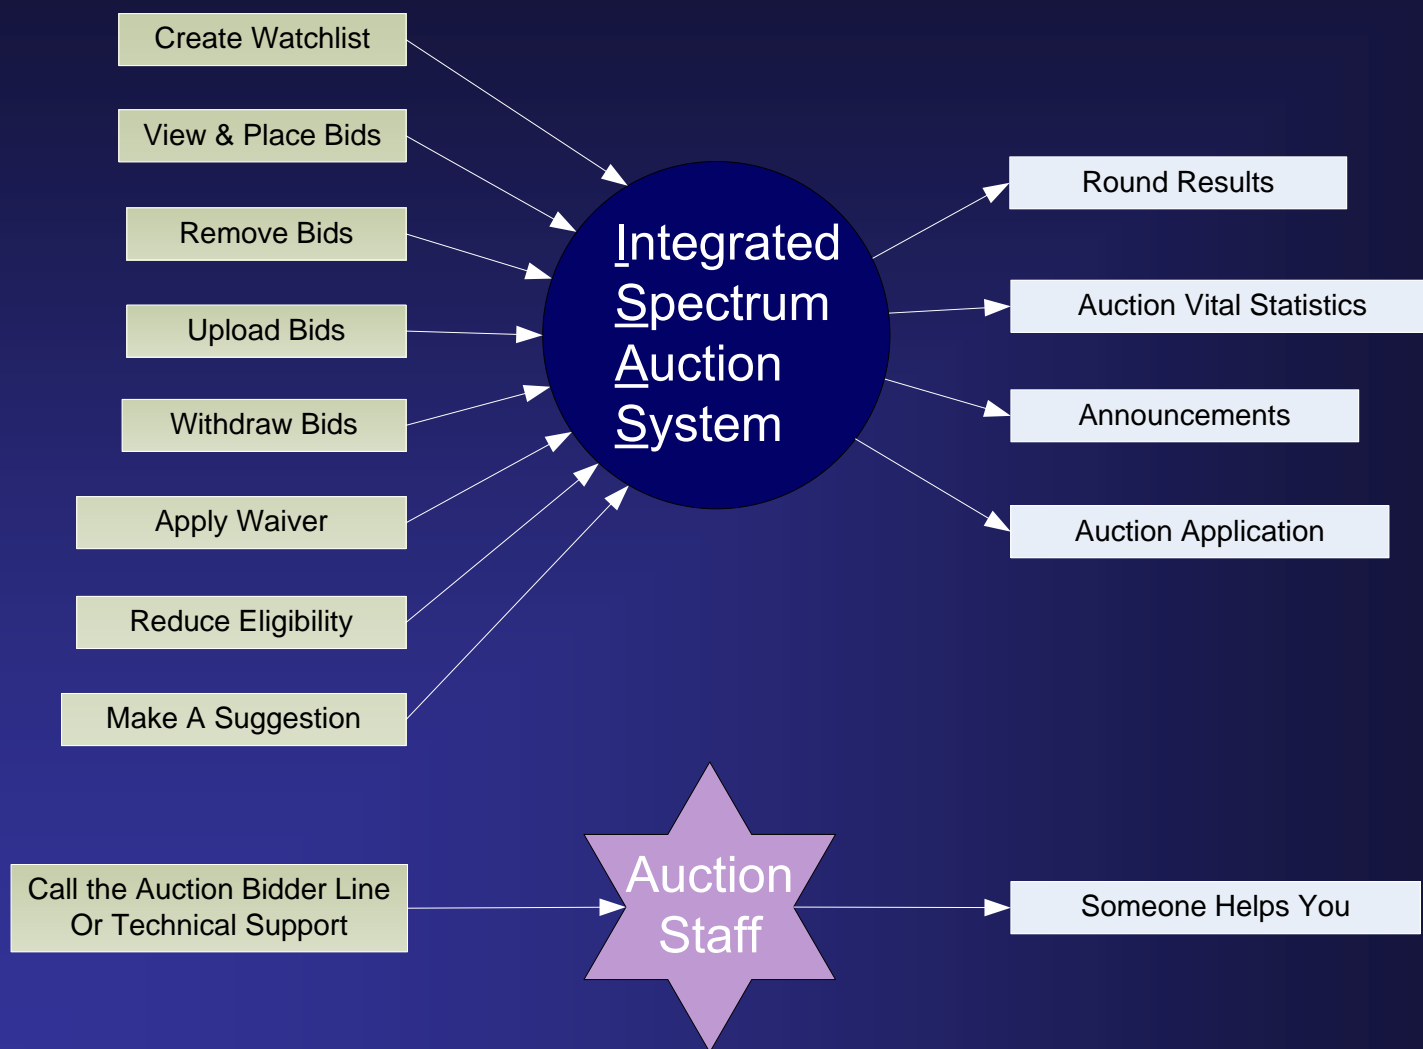 Create Watchlist
View & Place Bids
Remove Bids
Upload Bids
Withdraw Bids
Apply Waiver
Reduce Eligibility
Make A Suggestion
Integrated
Spectrum
Auction
System
Round Results
Auction Vital Statistics
Announcements
Auction Application
Call the Auction Bidder Line
Or Technical Support
Auction
Staff
Someone Helps You